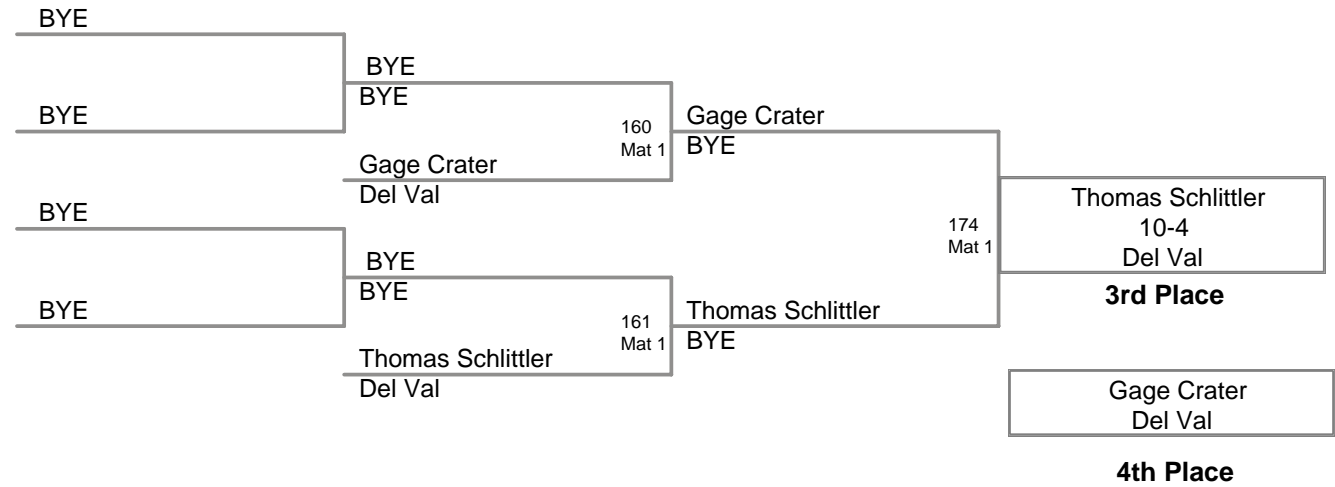 BYE
BYE
BYE
BYE
160
Mat 1
Gage Crater
BYE
Gage Crater
Del Val
BYE
BYE
BYE
BYE
161
Mat 1
Thomas Schlittler
BYE
Thomas Schlittler
Del Val
174
Mat 1
Thomas Schlittler
10-4
Del Val
3rd Place
Gage Crater
Del Val
4th Place